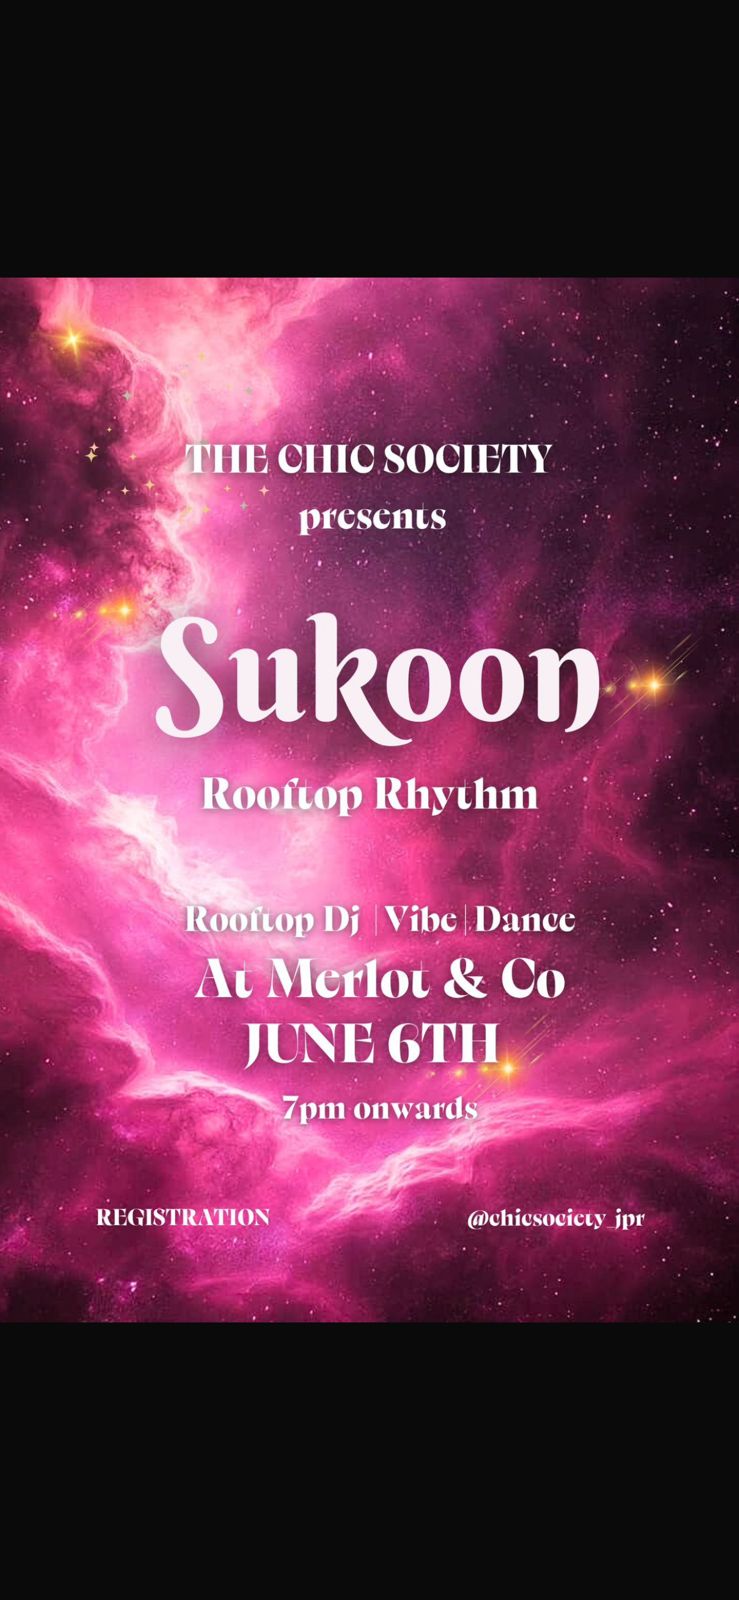 THE CHIC SOCIETY
presents
Sukoon
Rooftop Rhythm
Rooftop Dj | Vibe | Dance
At Merlot & Co
JUNE 6TH
7pm onwards
REGISTRATION
@chicsociety_jpr